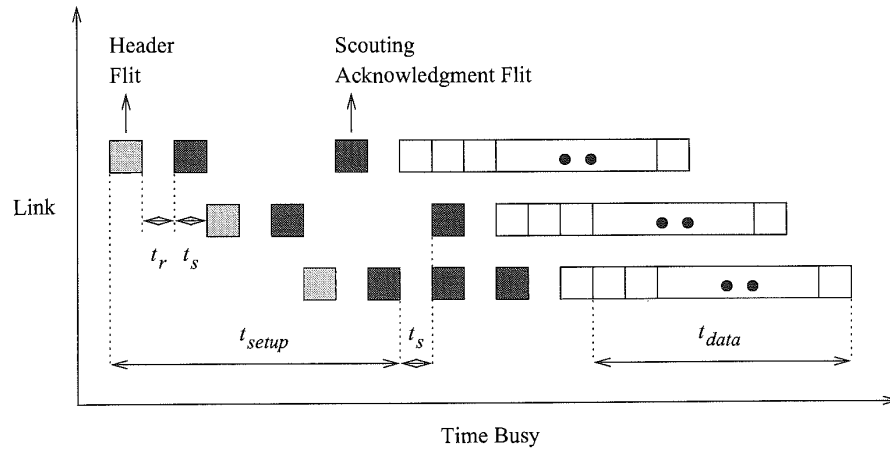 Header
Flit
Scouting
Acknowledgment Flit
Link
t_r
t_s
t_setup
t_s
t_data
Time Busy